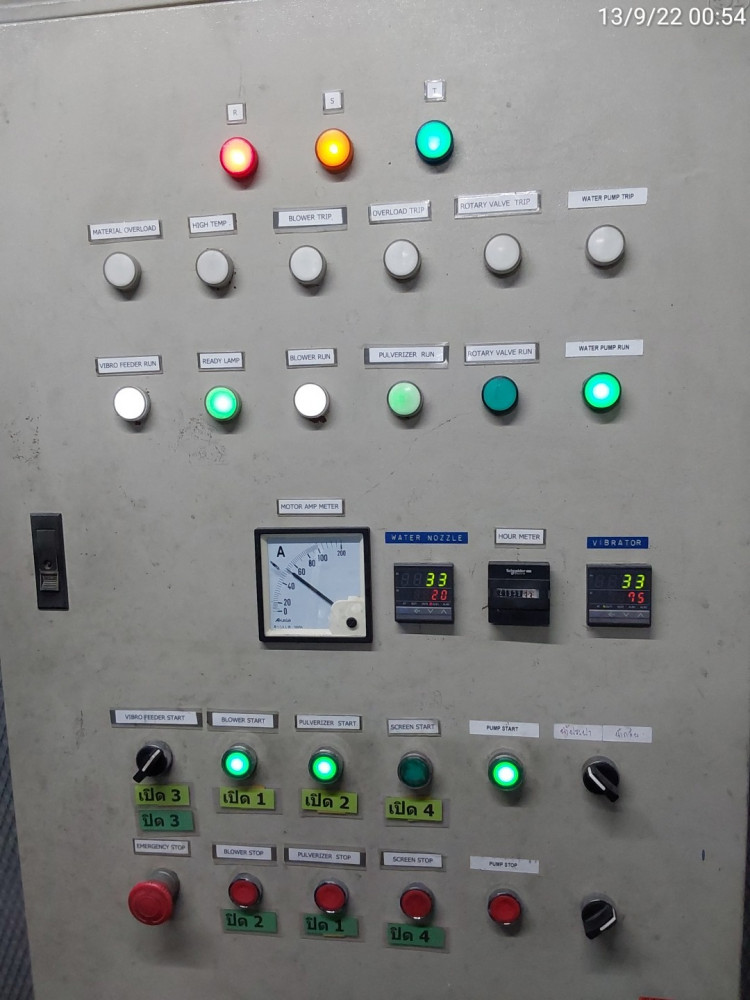 13/9/22 00:54
R
S
T
MATERIAL OVERLOAD
HIGH TEMP
BLOWER TRIP
OVERLOAD TRIP
ROTARY VALVE TRIP
WATER PUMP TRIP
VIBRO FEEDER RUN
READY LAMP
BLOWER RUN
PULVERIZER RUN
ROTARY VALVE RUN
WATER PUMP RUN
MOTOR AMP METER
WATER NOZZLE
HOUR METER
VIBRATOR
A
0
20
40
60
80
100
200
33
20
Schneider
33
75
VIBRO FEEDER START
BLOWER START
PULVERIZER START
SCREEN START
PUMP START
เปิด 3
เปิด 1
เปิด 2
เปิด 4
ปิด 3
EMERGENCY STOP
BLOWER STOP
PULVERIZER STOP
SCREEN STOP
PUMP STOP
ปิด 2
ปิด 1
ปิด 4